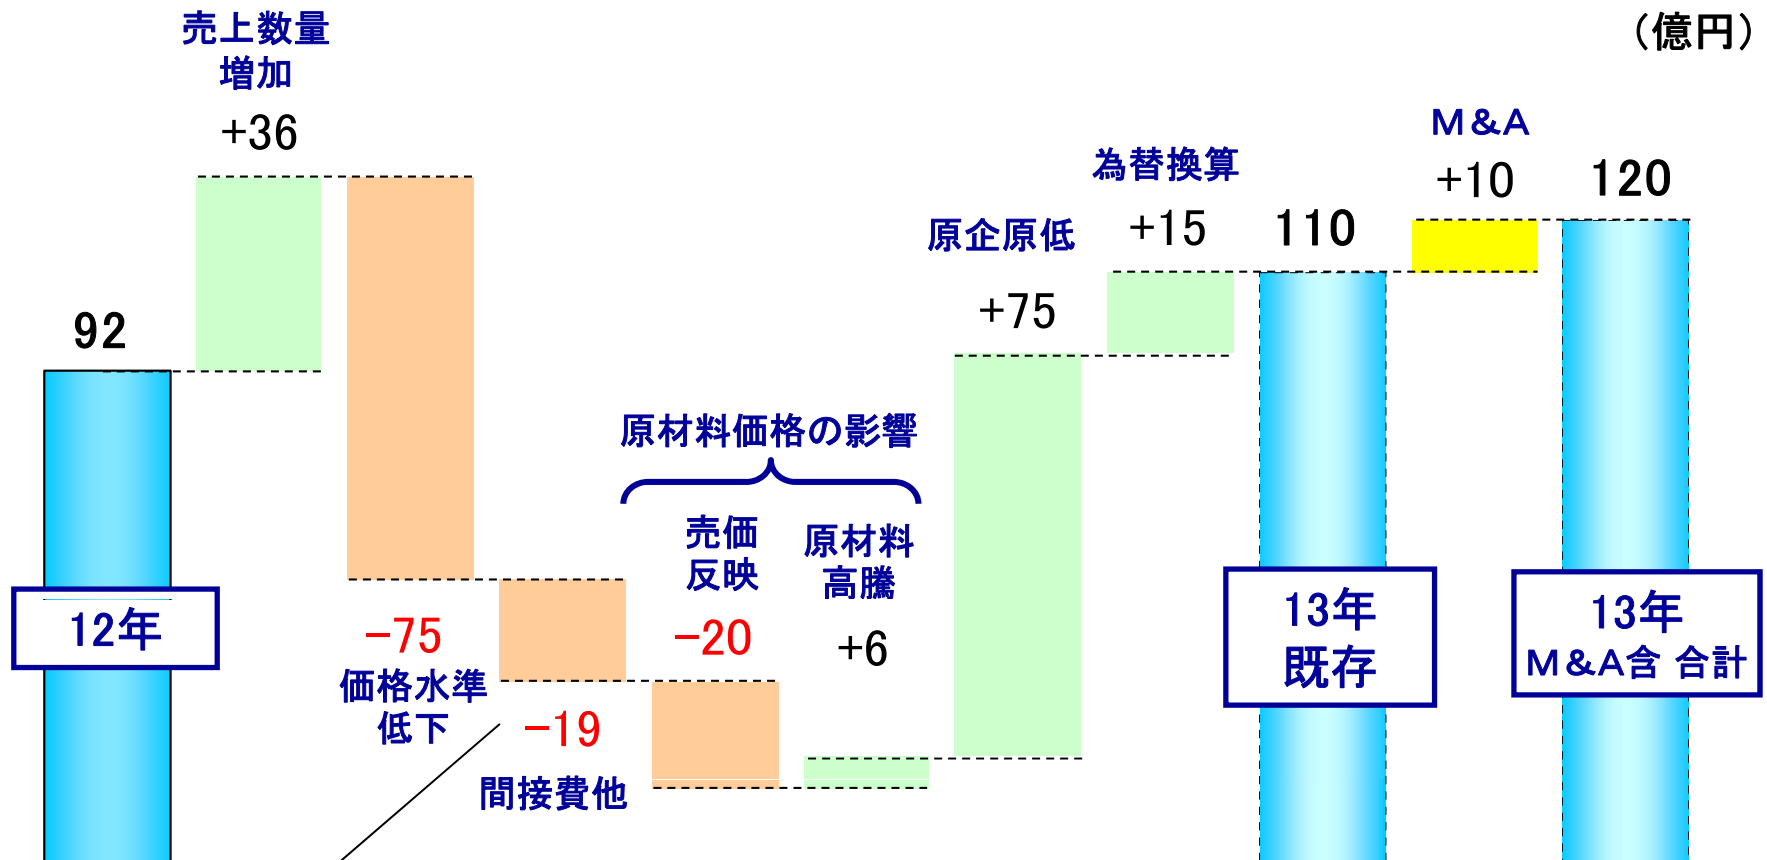 （億円）
売上数量
増加
+36
92
12年
−75
価格水準
低下
−19
間接費他
原材料価格の影響
売価
反映
−20
原材料
高騰
+6
原企原低
+75
為替換算
+15
110
13年
既存
M&A
+10
120
13年
M&A含 合計